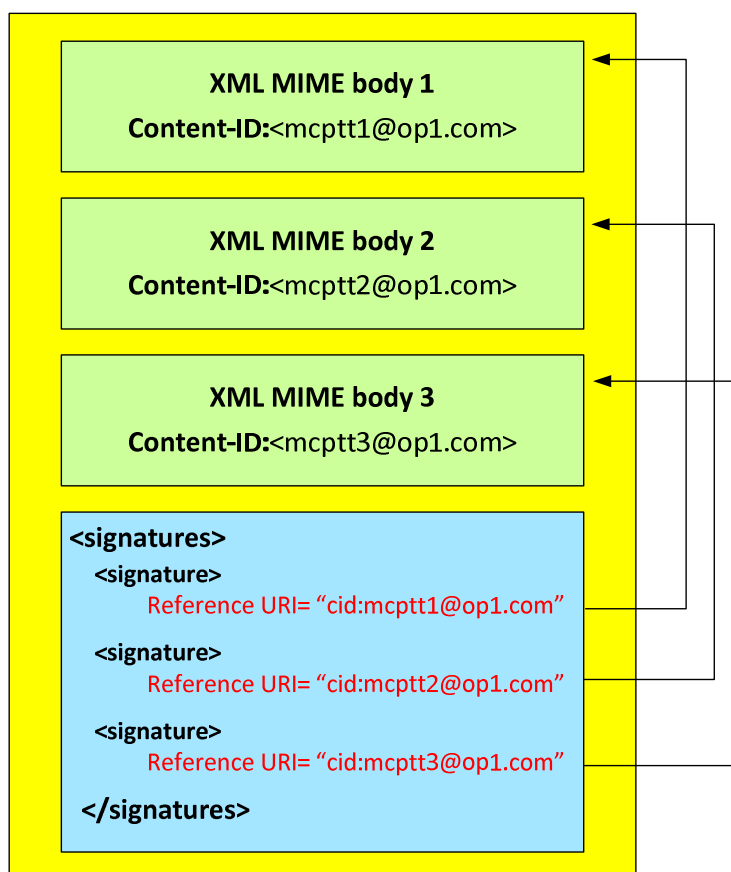 XML MIME body 1
Content-ID:<mcptt1@op1.com>
XML MIME body 2
Content-ID:<mcptt2@op1.com>
XML MIME body 3
Content-ID:<mcptt3@op1.com>
<signatures>
<signature>
Reference URI= “cid:mcptt1@op1.com”
<signature>
Reference URI= “cid:mcptt2@op1.com”
<signature>
Reference URI= “cid:mcptt3@op1.com”
</signatures>